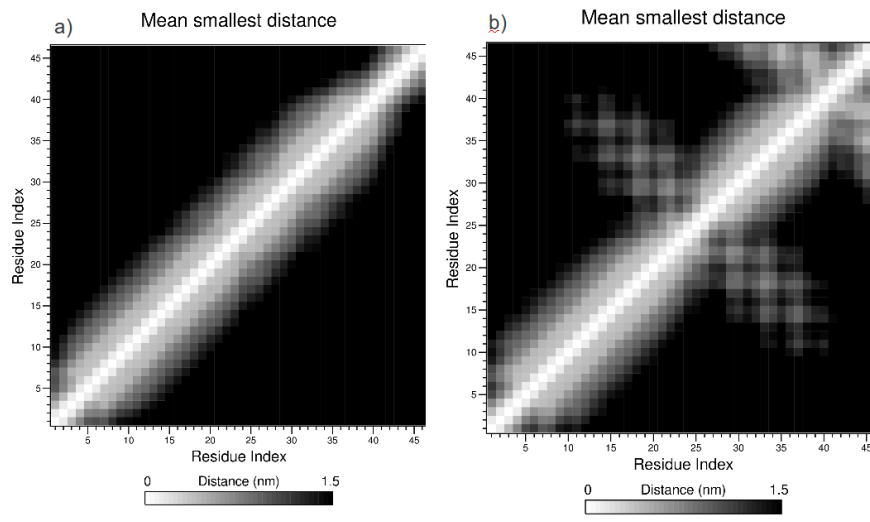 a)
Mean smallest distance
45
40
35
30
25
20
15
10
5
Residue Index
5 10 15 20 25 30 35 40 45
Residue Index
0 Distance (nm) 1.5
b)
Mean smallest distance
45
40
35
30
25
20
15
10
5
Residue Index
5 10 15 20 25 30 35 40 45
Residue Index
0 Distance (nm) 1.5